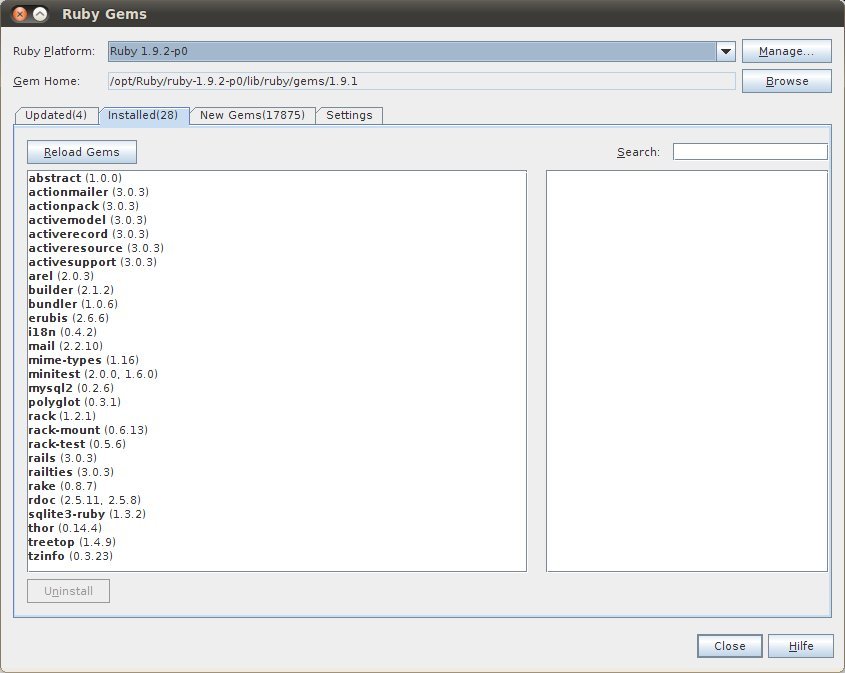 Ruby Gems
Ruby Platform: Ruby 1.9.2-p0 Manage...
Gem Home: /opt/Ruby/ruby-1.9.2-p0/lib/ruby/gems/1.9.1 Browse
Updated(4) Installed(28) New Gems(17875) Settings
Reload Gems Search:
abstract (1.0.0)
actionmailer (3.0.3)
actionpack (3.0.3)
activemodel (3.0.3)
activerecord (3.0.3)
activeresource (3.0.3)
activesupport (3.0.3)
arel (2.0.3)
builder (2.1.2)
bundler (1.0.6)
erubis (2.6.6)
i18n (0.4.2)
mail (2.2.10)
mime-types (1.16)
minitest (2.0.0, 1.6.0)
mysql2 (0.2.6)
polyglot (0.3.1)
rack (1.2.1)
rack-mount (0.6.13)
rack-test (0.5.6)
rails (3.0.3)
railties (3.0.3)
rake (0.8.7)
rdoc (2.5.11, 2.5.8)
sqlite3-ruby (1.3.2)
thor (0.14.4)
treetop (1.4.9)
tzinfo (0.3.23)
Uninstall
Close Hilfe